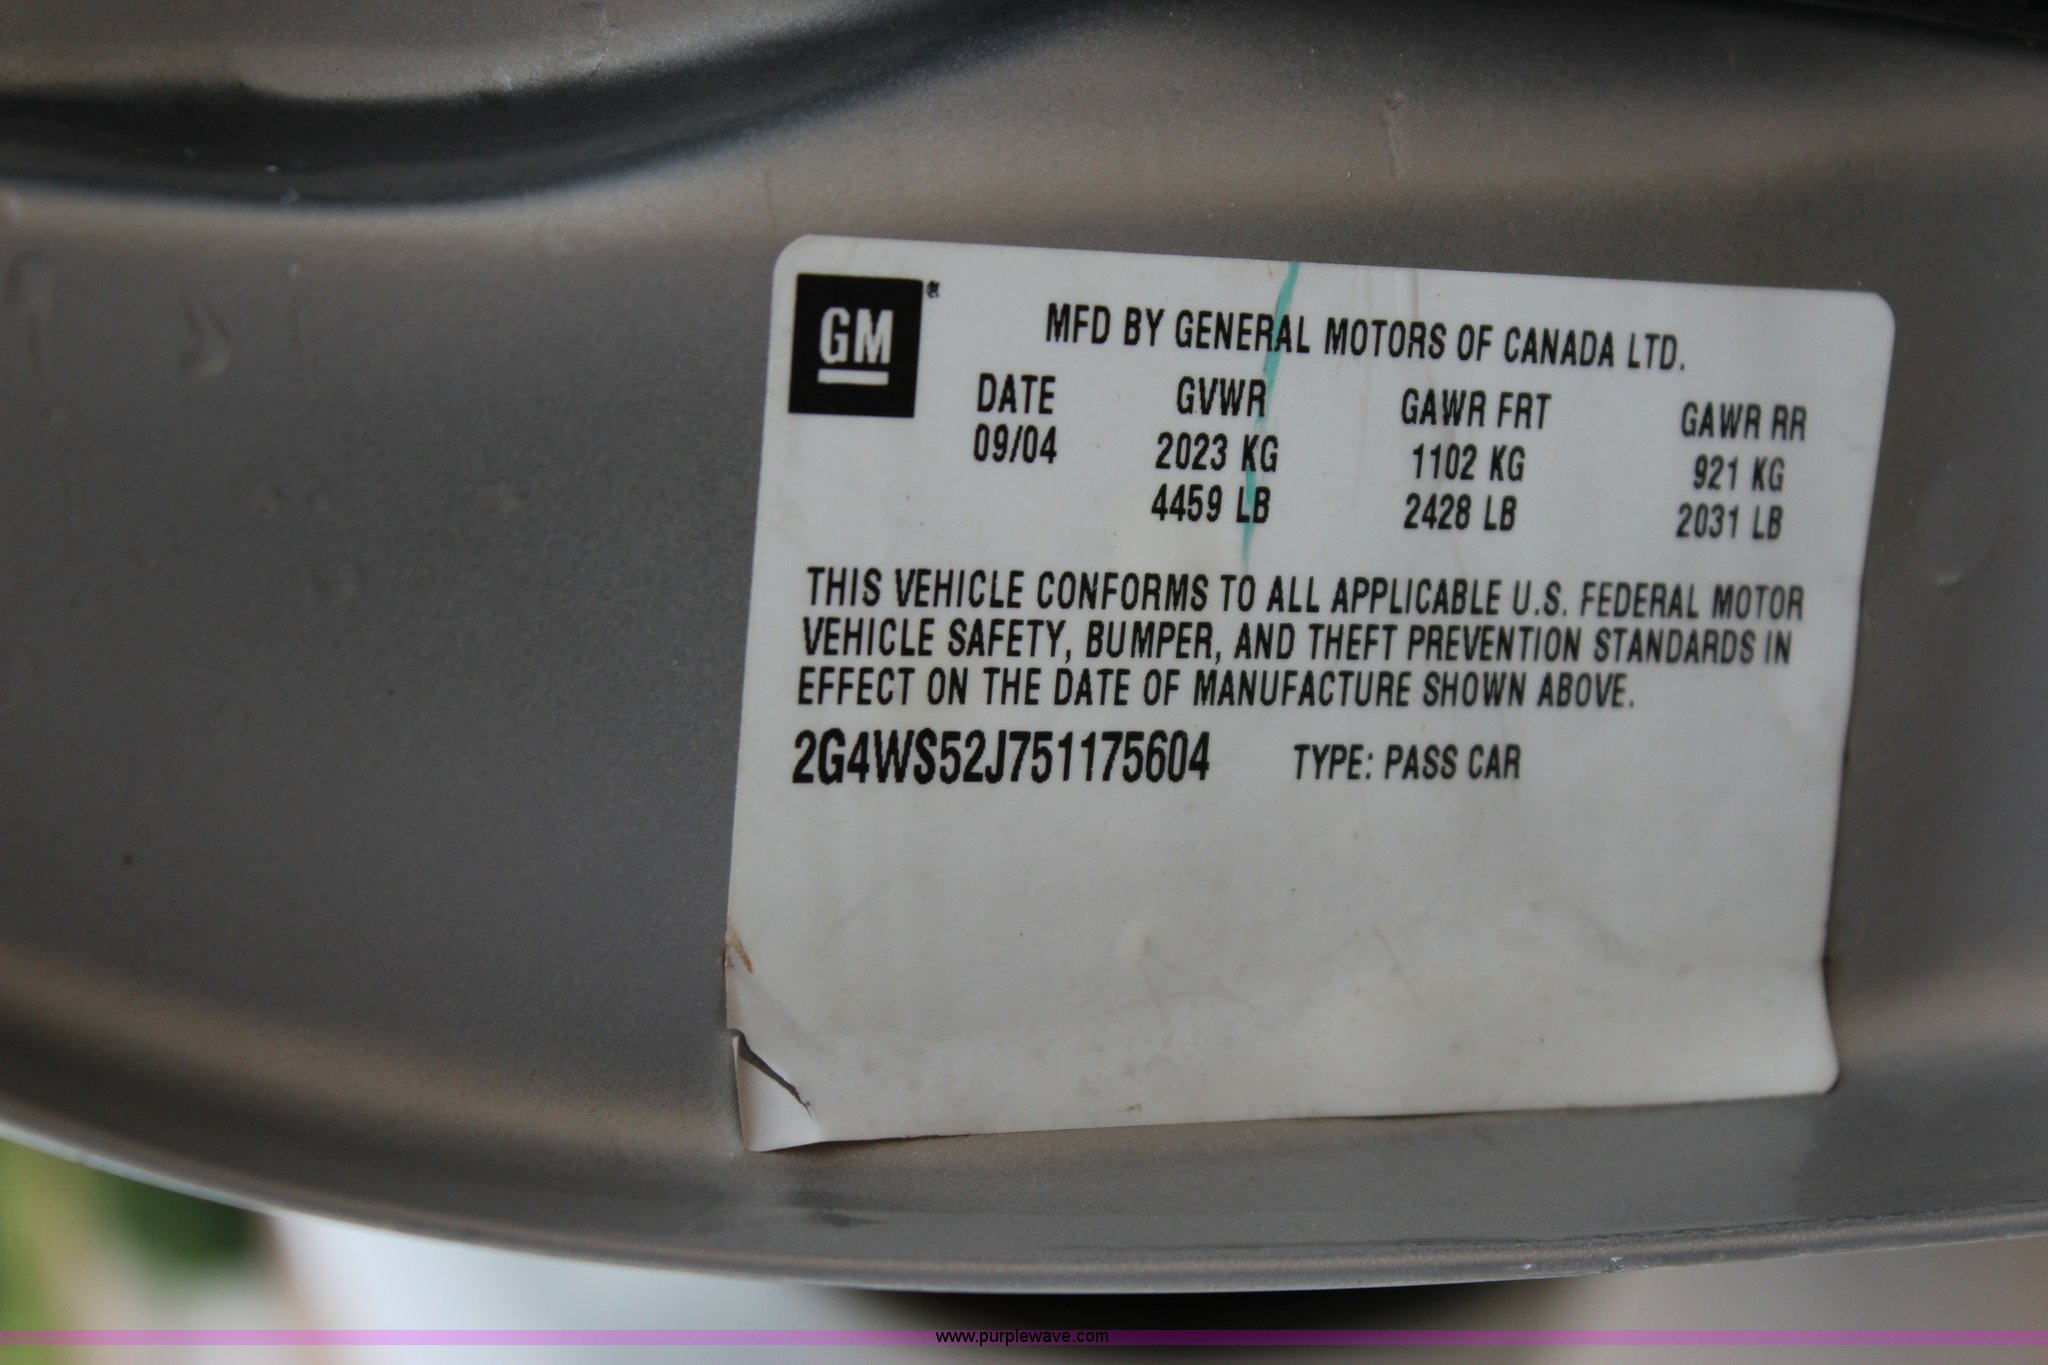 GM
MFD BY GENERAL MOTORS OF CANADA LTD.
DATE GVWR GAWR FRT GAWR RR
09/04 2023 KG 1102 KG 921 KG
4459 LB 2428 LB 2031 LB
THIS VEHICLE CONFORMS TO ALL APPLICABLE U.S. FEDERAL MOTOR
VEHICLE SAFETY, BUMPER, AND THEFT PREVENTION STANDARDS IN
EFFECT ON THE DATE OF MANUFACTURE SHOWN ABOVE.
2G4WS52J751175604 TYPE: PASS CAR
www.purplewave.com